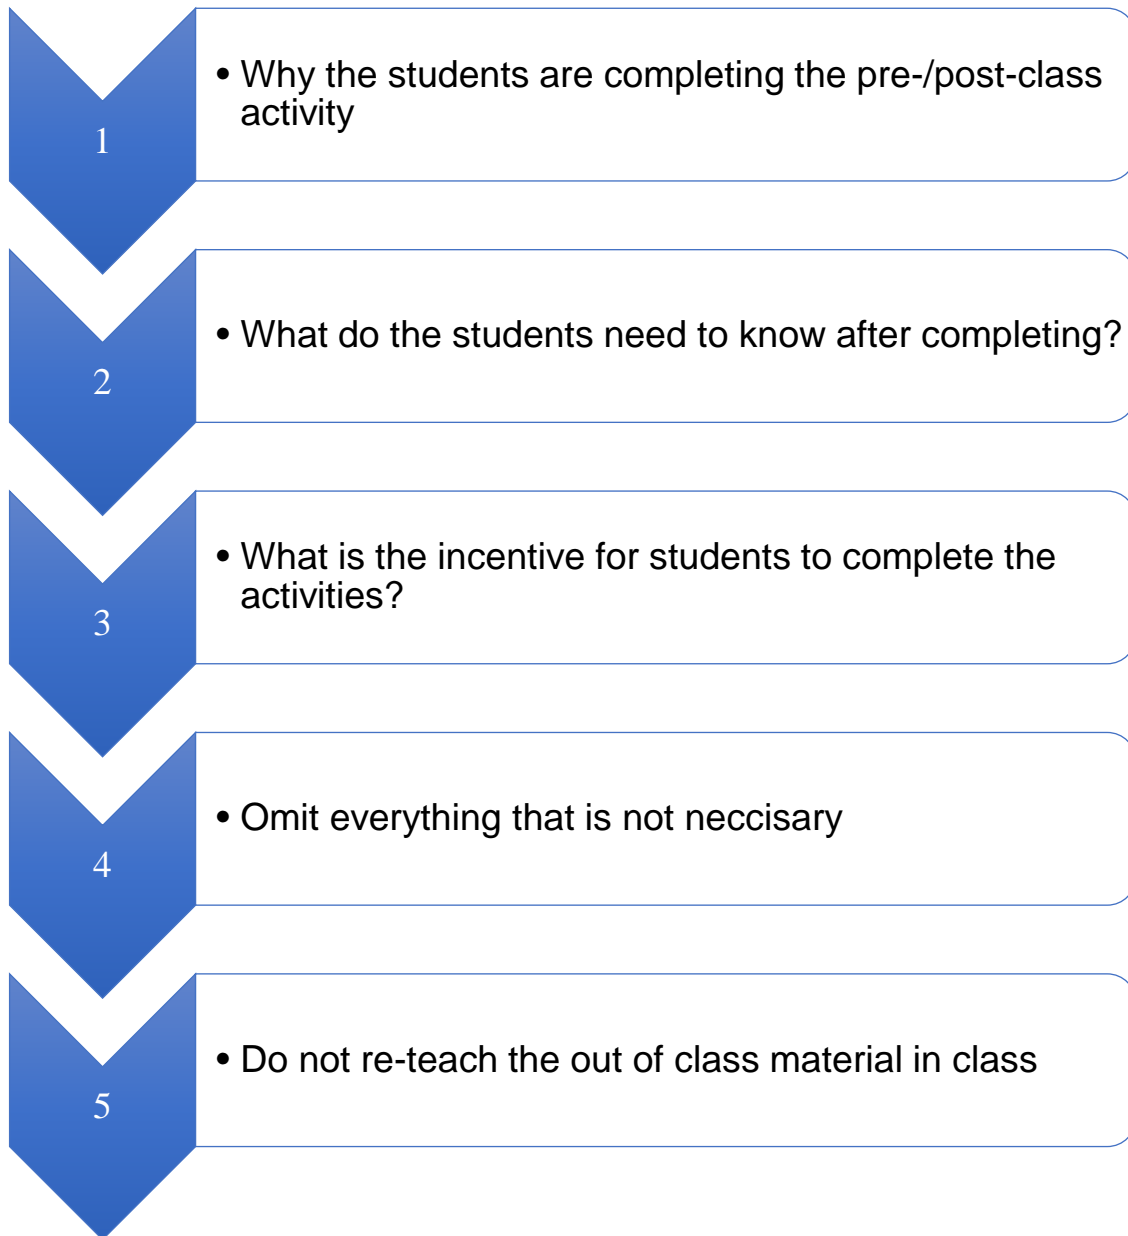 1
• Why the students are completing the pre-/post-class
activity
2
• What do the students need to know after completing?
3
• What is the incentive for students to complete the
activities?
4
• Omit everything that is not neccisary
5
• Do not re-teach the out of class material in class